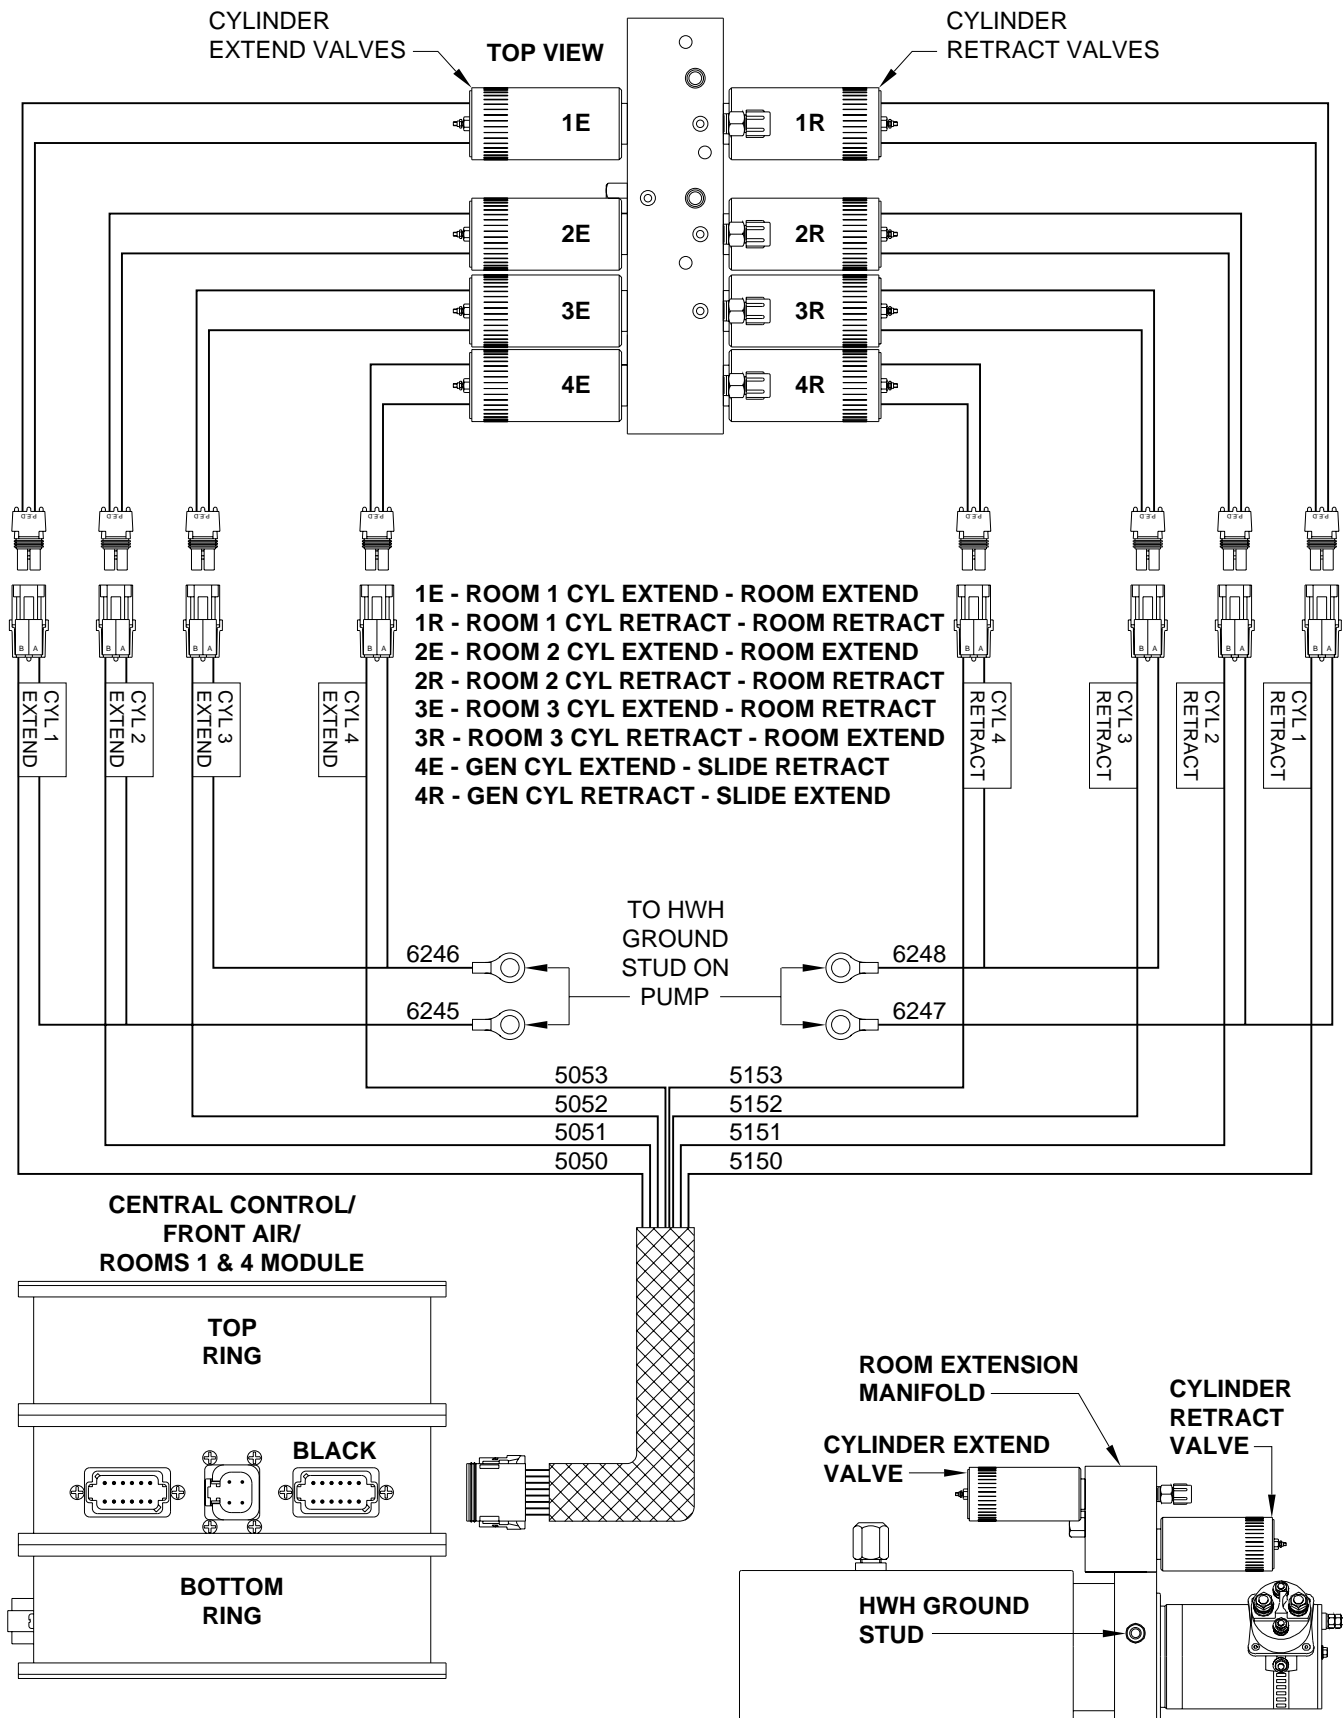 CYLINDER
EXTEND VALVES
TOP VIEW
CYLINDER
RETRACT VALVES
1E
1R
2E
2R
3E
3R
4E
4R
P.E.D
P.E.D
P.E.D
P.E.D
P.E.D
P.E.D
P.E.D
P.E.D
B A
B A
B A
B A
B A
B A
B A
B A
1E - ROOM 1 CYL EXTEND - ROOM EXTEND
1R - ROOM 1 CYL RETRACT - ROOM RETRACT
2E - ROOM 2 CYL EXTEND - ROOM EXTEND
2R - ROOM 2 CYL RETRACT - ROOM RETRACT
3E - ROOM 3 CYL EXTEND - ROOM RETRACT
3R - ROOM 3 CYL RETRACT - ROOM EXTEND
4E - GEN CYL EXTEND - SLIDE RETRACT
4R - GEN CYL RETRACT - SLIDE EXTEND
CYL 1
EXTEND
CYL 2
EXTEND
CYL 3
EXTEND
CYL 4
EXTEND
CYL 4
RETRACT
CYL 3
RETRACT
CYL 2
RETRACT
CYL 1
RETRACT
TO HWH
GROUND
STUD ON
PUMP
6246
6248
6245
6247
5053
5153
5052
5152
5051
5151
5050
5150
CENTRAL CONTROL/
FRONT AIR/
ROOMS 1 & 4 MODULE
TOP
RING
BLACK
BOTTOM
RING
ROOM EXTENSION
MANIFOLD
CYLINDER
RETRACT
VALVE
CYLINDER EXTEND
VALVE
HWH GROUND
STUD